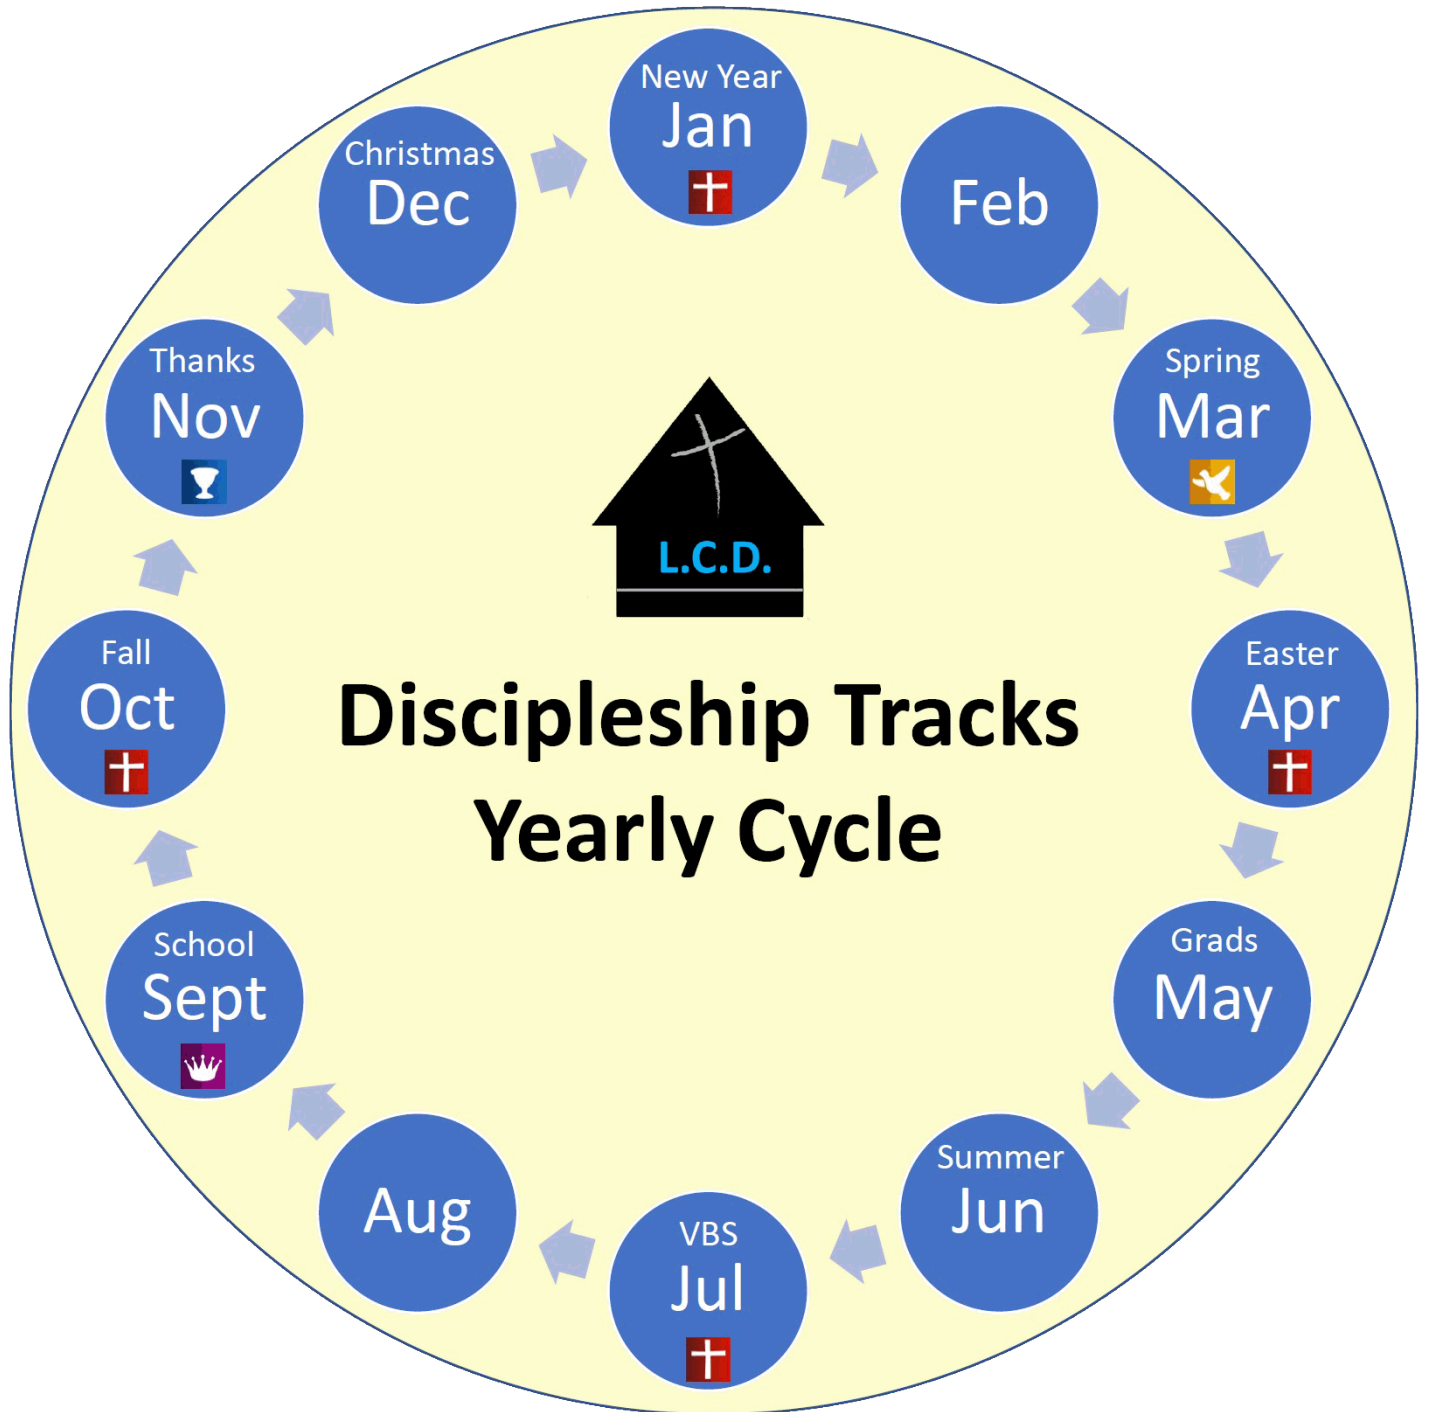 New Year
Jan
Feb
Spring
Mar
Easter
Apr
Grads
May
Summer
Jun
VBS
Jul
Aug
School
Sept
Fall
Oct
Thanks
Nov
Christmas
Dec
L.C.D.
Discipleship Tracks
Yearly Cycle